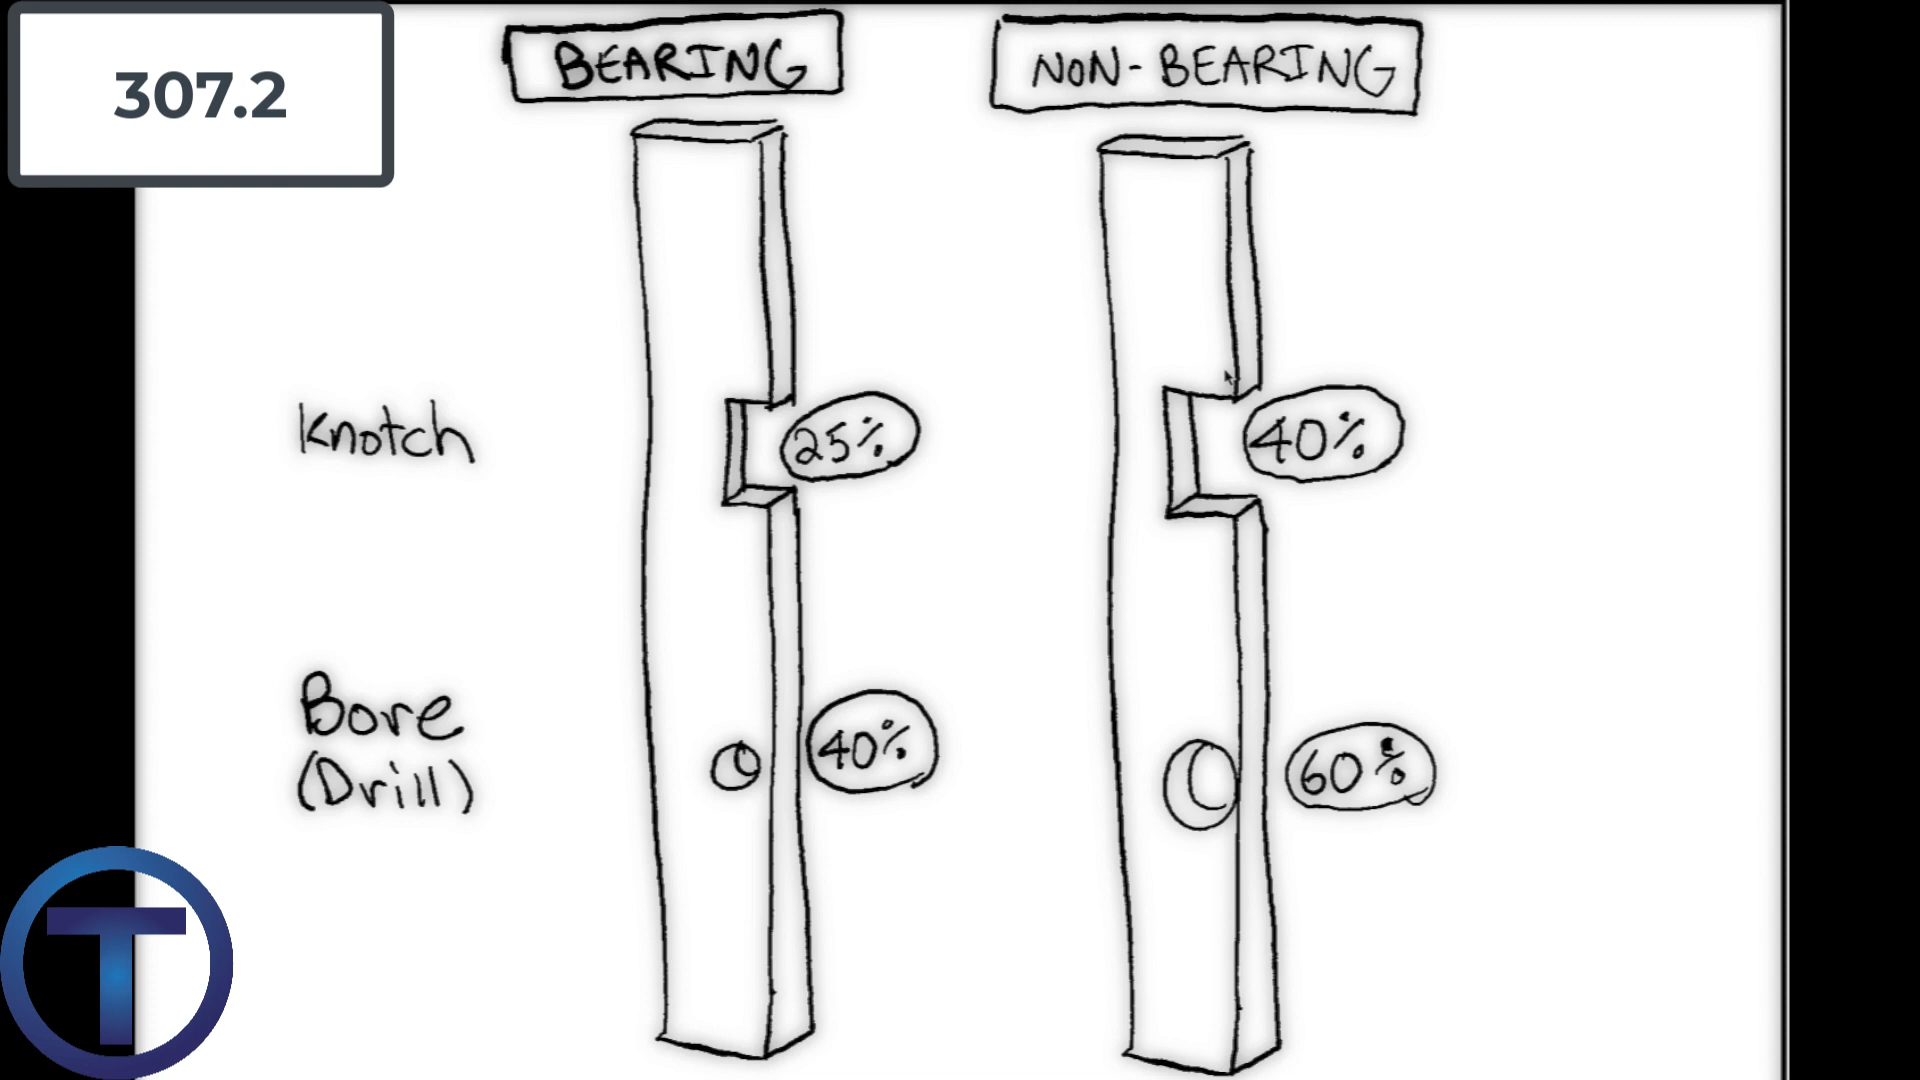 307.2
BEARING
NON-BEARING
Knotch
25%
40%
Bore
(Drill)
40%
60%
T